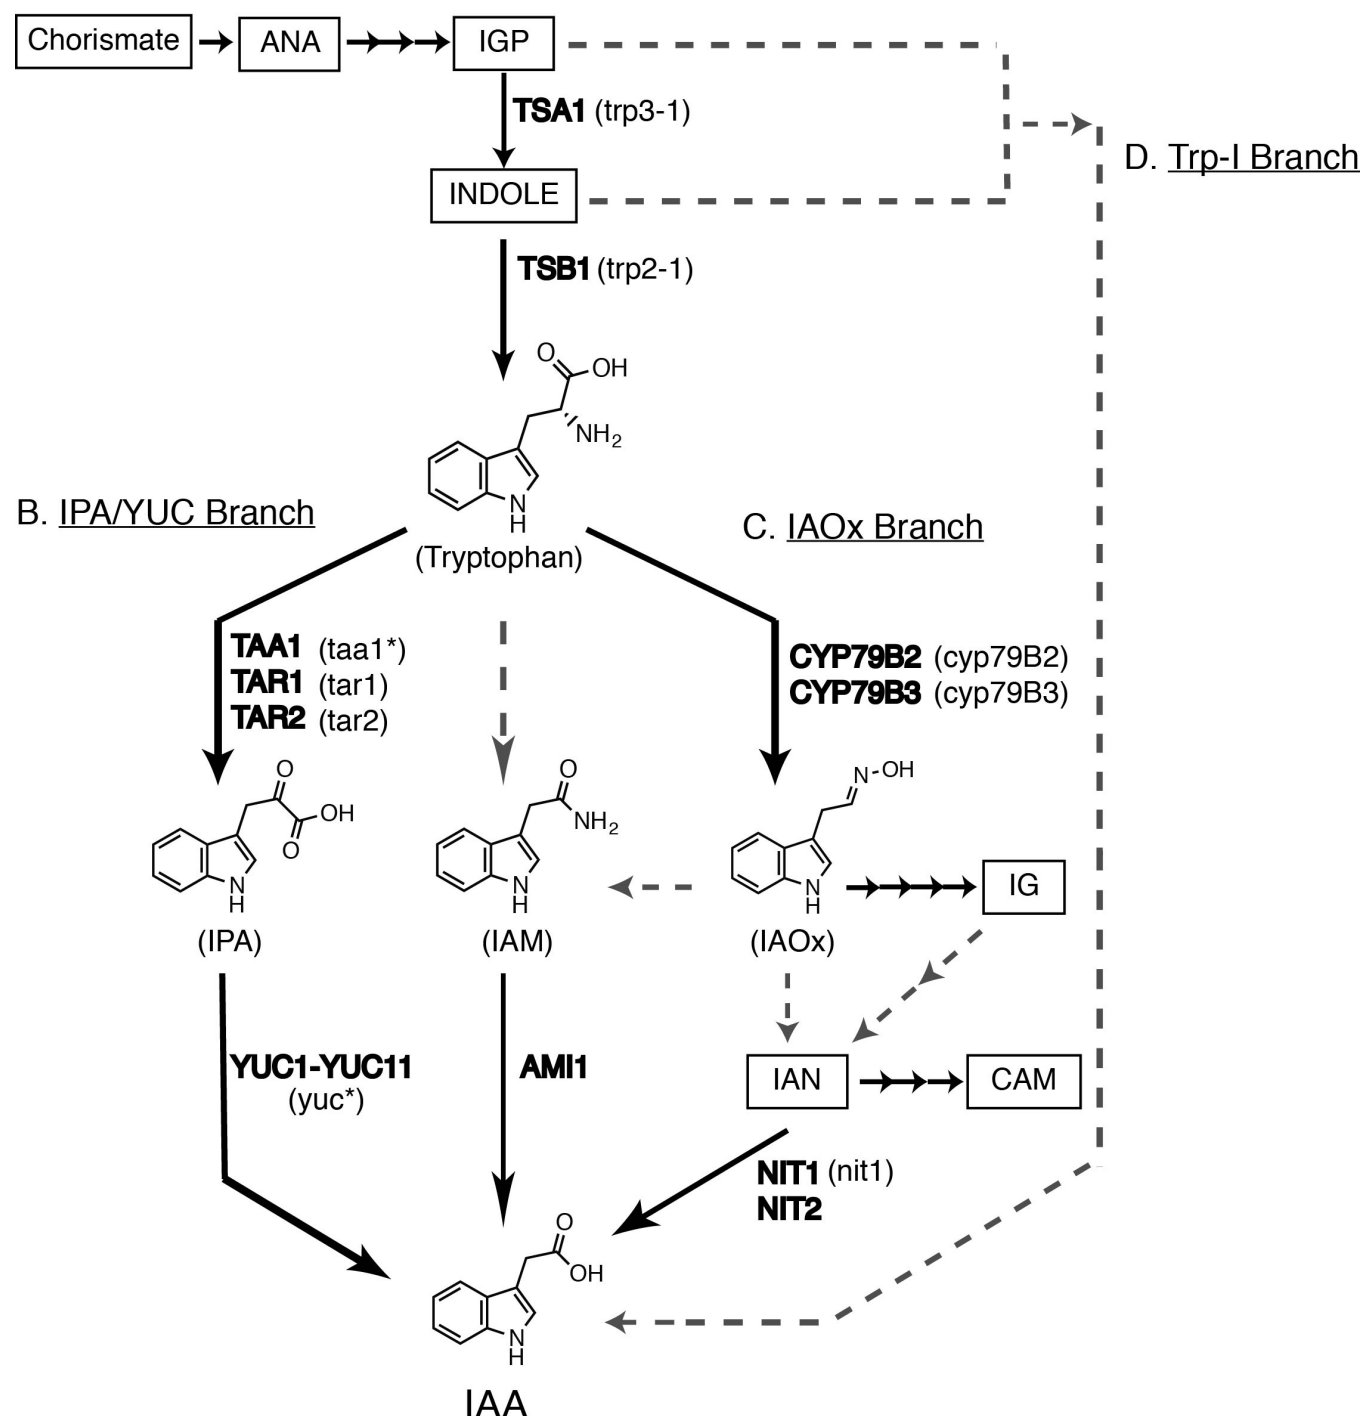 Chorismate ANA IGP
TSA1 (trp3-1)
D. Trp-I Branch
INDOLE
TSB1 (trp2-1)
O
OH
NH2
N
H
B. IPA/YUC Branch
C. IAOx Branch
(Tryptophan)
TAA1 (taa1*)
TAR1 (tar1)
TAR2 (tar2)
CYP79B2 (cyp79B2)
CYP79B3 (cyp79B3)
O
OH
O
N
H
(IPA)
O
NH2
N
H
(IAM)
N-OH
N
H
(IAOx)
IG
YUC1-YUC11
(yuc*)
AMI1
IAN CAM
NIT1 (nit1)
NIT2
O
OH
N
H
IAA